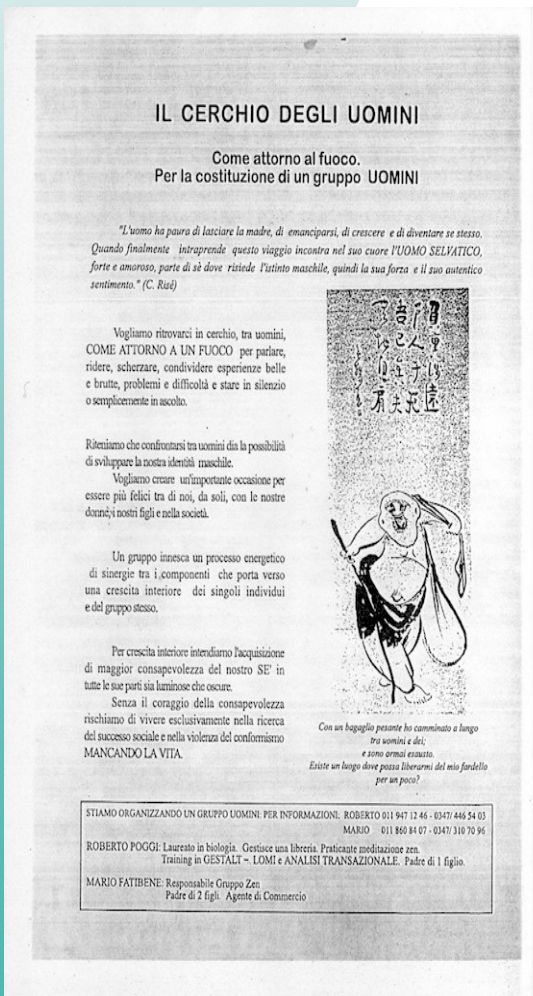 IL CERCHIO DEGLI UOMINI
Come attorno al fuoco.
Per la costituzione di un gruppo UOMINI
"L'uomo ha paura di lasciare la madre, di emanciparsi, di crescere e di diventare se stesso.
Quando finalmente intraprende questo viaggio incontra nel suo cuore l'UOMO SELVATICO,
forte e amoroso, parte di sè dove risiede l'istinto maschile, quindi la sua forza e il suo autentico
sentimento." (C. Risé)
Vogliamo ritrovarci in cerchio, tra uomini,
COME ATTORNO A UN FUOCO per parlare,
ridere, scherzare, condividere esperienze belle
e brutte, problemi e difficoltà e stare in silenzio
o semplicemente in ascolto.
Riteniamo che confrontarsi tra uomini dia la possibilità
di sviluppare la nostra identità maschile.
Vogliamo creare un'importante occasione per
essere più felici tra di noi, da soli, con le nostre
donne, i nostri figli e nella società.
Un gruppo innesca un processo energetico
di sinergie tra i componenti che porta verso
una crescita interiore dei singoli individui
e del gruppo stesso.
Per crescita interiore intendiamo l'acquisizione
di maggior consapevolezza del nostro SE' in
tutte le sue parti sia luminose che oscure.
Senza il coraggio della consapevolezza
rischiamo di vivere esclusivamente nella ricerca
del successo sociale e nella violenza del conformismo
MANCANDO LA VITA.
Con un bagaglio pesante ho camminato a lungo
tra uomini e dei;
e sono ormai esausto.
Esiste un luogo dove possa liberarmi del mio fardello
per un poco?
STIAMO ORGANIZZANDO UN GRUPPO UOMINI: PER INFORMAZIONI: ROBERTO 011 947 12 46 - 0347/ 446 54 03
MARIO 011 860 84 07 - 0347/ 310 70 96
ROBERTO POGGI: Laureato in biologia. Gestisce una libreria. Praticante meditazione zen.
Training in GESTALT – LOMI e ANALISI TRANSAZIONALE. Padre di 1 figlio.
MARIO FATIBENE: Responsabile Gruppo Zen
Padre di 2 figli. Agente di Commercio